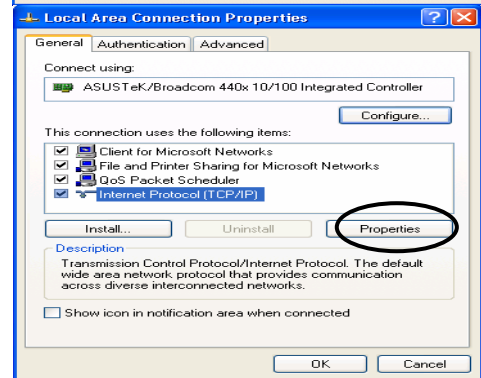 Local Area Connection Properties
General Authentication Advanced
Connect using:
ASUSTeK/Broadcom 440x 10/100 Integrated Controller
Configure...
This connection uses the following items:
Client for Microsoft Networks
File and Printer Sharing for Microsoft Networks
QoS Packet Scheduler
Internet Protocol (TCP/IP)
Install... Uninstall Properties
Description
Transmission Control Protocol/Internet Protocol. The default
wide area network protocol that provides communication
across diverse interconnected networks.
Show icon in notification area when connected
OK Cancel